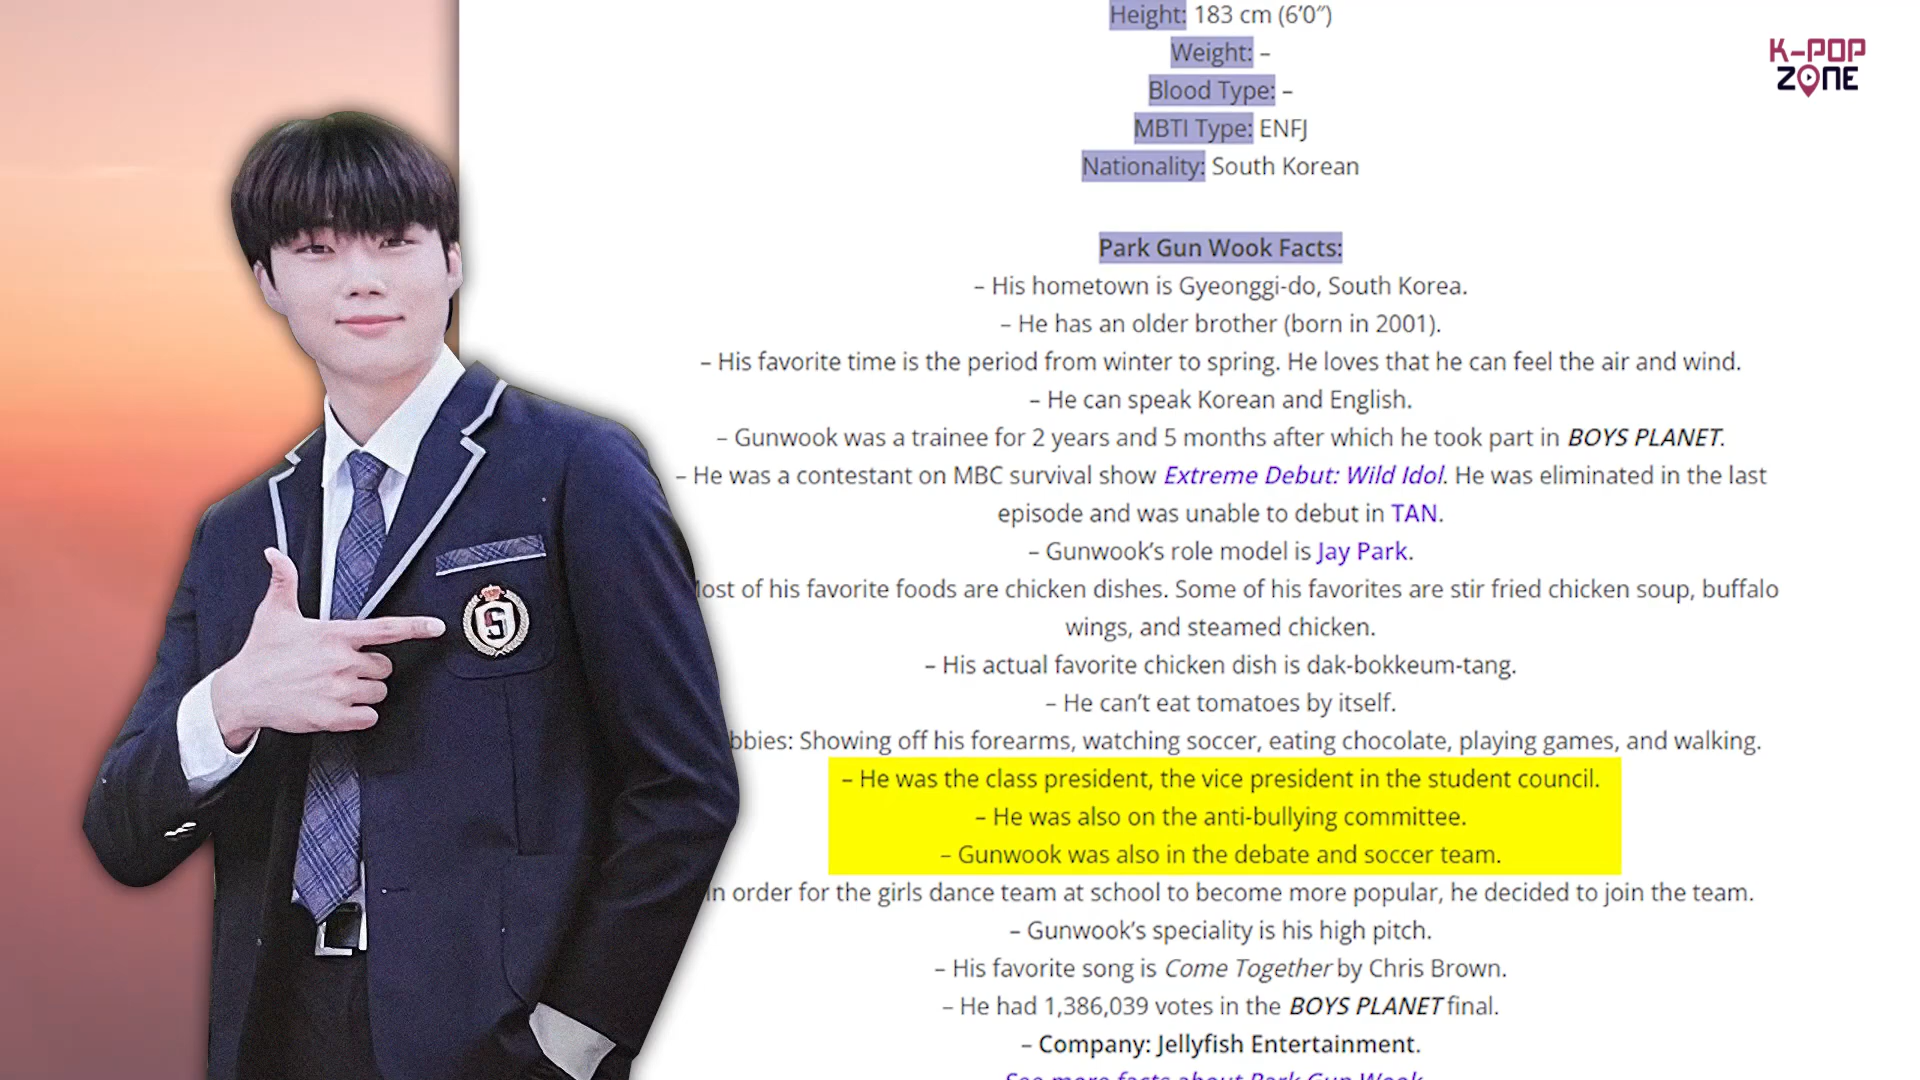 Height: 183 cm (6’0″)
K-POP
ZONE
Weight: –
Blood Type: –
MBTI Type: ENFJ
Nationality: South Korean
Park Gun Wook Facts:
– His hometown is Gyeonggi-do, South Korea.
– He has an older brother (born in 2001).
– His favorite time is the period from winter to spring. He loves that he can feel the air and wind.
– He can speak Korean and English.
– Gunwook was a trainee for 2 years and 5 months after which he took part in BOYS PLANET.
– He was a contestant on MBC survival show Extreme Debut: Wild Idol. He was eliminated in the last
episode and was unable to debut in TAN.
– Gunwook’s role model is Jay Park.
ost of his favorite foods are chicken dishes. Some of his favorites are stir fried chicken soup, buffalo
wings, and steamed chicken.
– His actual favorite chicken dish is dak-bokkeum-tang.
– He can’t eat tomatoes by itself.
bbies: Showing off his forearms, watching soccer, eating chocolate, playing games, and walking.
– He was the class president, the vice president in the student council.
– He was also on the anti-bullying committee.
– Gunwook was also in the debate and soccer team.
In order for the girls dance team at school to become more popular, he decided to join the team.
– Gunwook’s speciality is his high pitch.
– His favorite song is Come Together by Chris Brown.
– He had 1,386,039 votes in the BOYS PLANET final.
– Company: Jellyfish Entertainment.
See more facts about Park Gun Wook
S